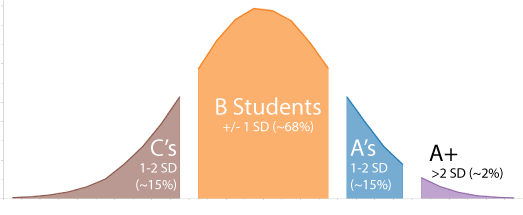 C's
1-2 SD
(~15%)
B Students
+/- 1 SD (~68%)
A's
1-2 SD
(~15%)
A+
>2 SD (~2%)